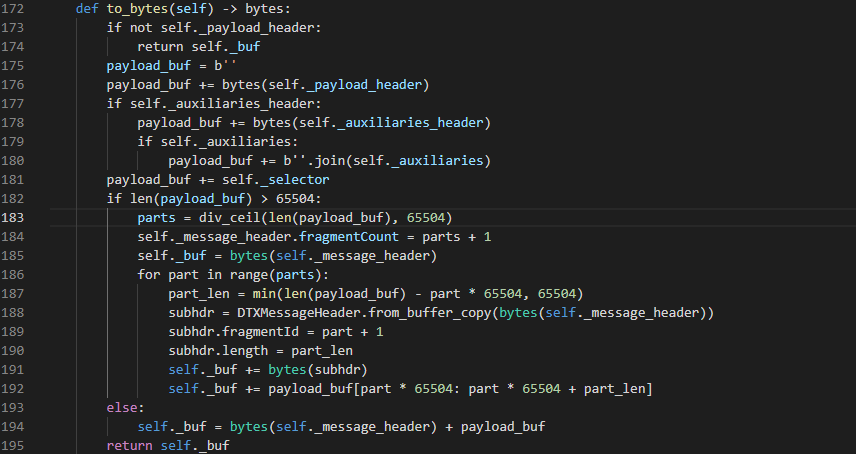 172     def to_bytes(self) -> bytes:
173         if not self._payload_header:
174             return self._buf
175         payload_buf = b''
176         payload_buf += bytes(self._payload_header)
177         if self._auxiliaries_header:
178             payload_buf += bytes(self._auxiliaries_header)
179             if self._auxiliaries:
180                 payload_buf += b''.join(self._auxiliaries)
181         payload_buf += self._selector
182         if len(payload_buf) > 65504:
183             parts = div_ceil(len(payload_buf), 65504)
184             self._message_header.fragmentCount = parts + 1
185             self._buf = bytes(self._message_header)
186             for part in range(parts):
187                 part_len = min(len(payload_buf) - part * 65504, 65504)
188                 subhdr = DTXMessageHeader.from_buffer_copy(bytes(self._message_header))
189                 subhdr.fragmentId = part + 1
190                 subhdr.length = part_len
191                 self._buf += bytes(subhdr)
192                 self._buf += payload_buf[part * 65504: part * 65504 + part_len]
193         else:
194             self._buf = bytes(self._message_header) + payload_buf
195         return self._buf